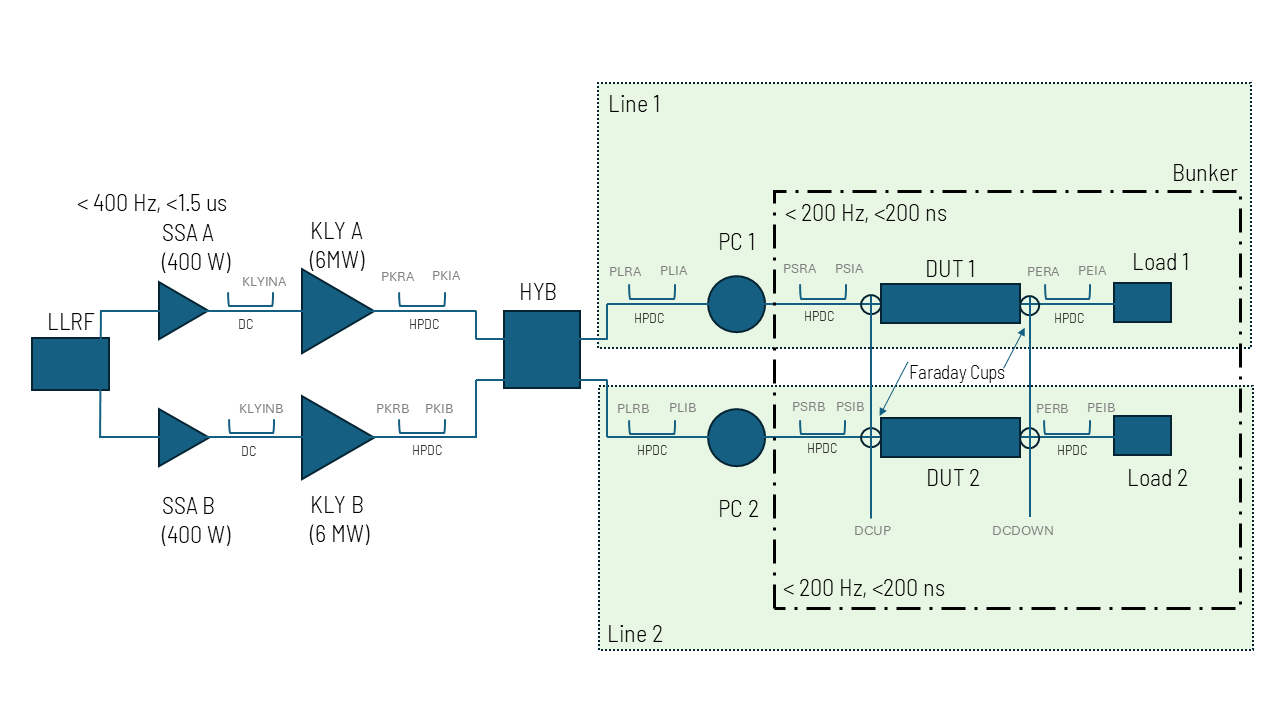 Line 1
Bunker
< 400 Hz, <1.5 us
SSA A
(400 W)
KLY A
(6MW)
< 200 Hz, <200 ns
PC 1
DUT 1
Load 1
KLYINA
PKRA
PKIA
PLRA
PLIA
PSRA
PSIA
PERA
PEIA
HYB
LLRF
DC
HPDC
HPDC
HPDC
HPDC
Faraday Cups
KLYINB
PKRB
PKIB
PLRB
PLIB
PSRB
PSIB
PERB
PEIB
DC
HPDC
HPDC
HPDC
HPDC
SSA B
(400 W)
KLY B
(6 MW)
PC 2
DUT 2
Load 2
DCUP
DCDOWN
< 200 Hz, <200 ns
Line 2